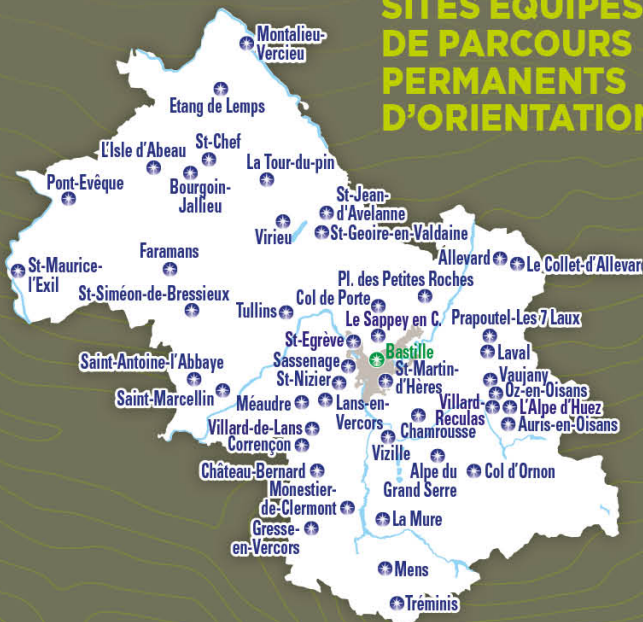 SITES ÉQUIPÉS
DE PARCOURS
PERMANENTS
D'ORIENTATION
Montalieu-
Vercieu
Etang de Lemps
L'Isle d'Abeau
St-Chef
La Tour-du-pin
Pont-Evêque
Bourgoin-
Jallieu
St-Jean-
d'Avelanne
Virieu
St-Geoire-en-Valdaine
Faramans
Allevard
Le Collet-d'Allevard
St-Maurice-
l'Exil
Pl. des Petites Roches
St-Siméon-de-Bressieux
Tullins
Col de Porte
Le Sappey en C.
Prapoutel-Les 7 Laux
St-Egrève
Bastille
Laval
Sassenage
Saint-Antoine-l'Abbaye
St-Nizier
St-Martin-
d'Hères
Vaujany
Oz-en-Oisans
Saint-Marcellin
Méaudre
Lans-en-
Vercors
Villard-
Reculas
L'Alpe d'Huez
Chamrousse
Auris-en-Oisans
Villard-de-Lans
Corrençon
Vizille
Château-Bernard
Alpe du
Grand Serre
Col d'Ornon
Monestier-
de-Clermont
La Mure
Gresse-
en-Vercors
Mens
Tréminis